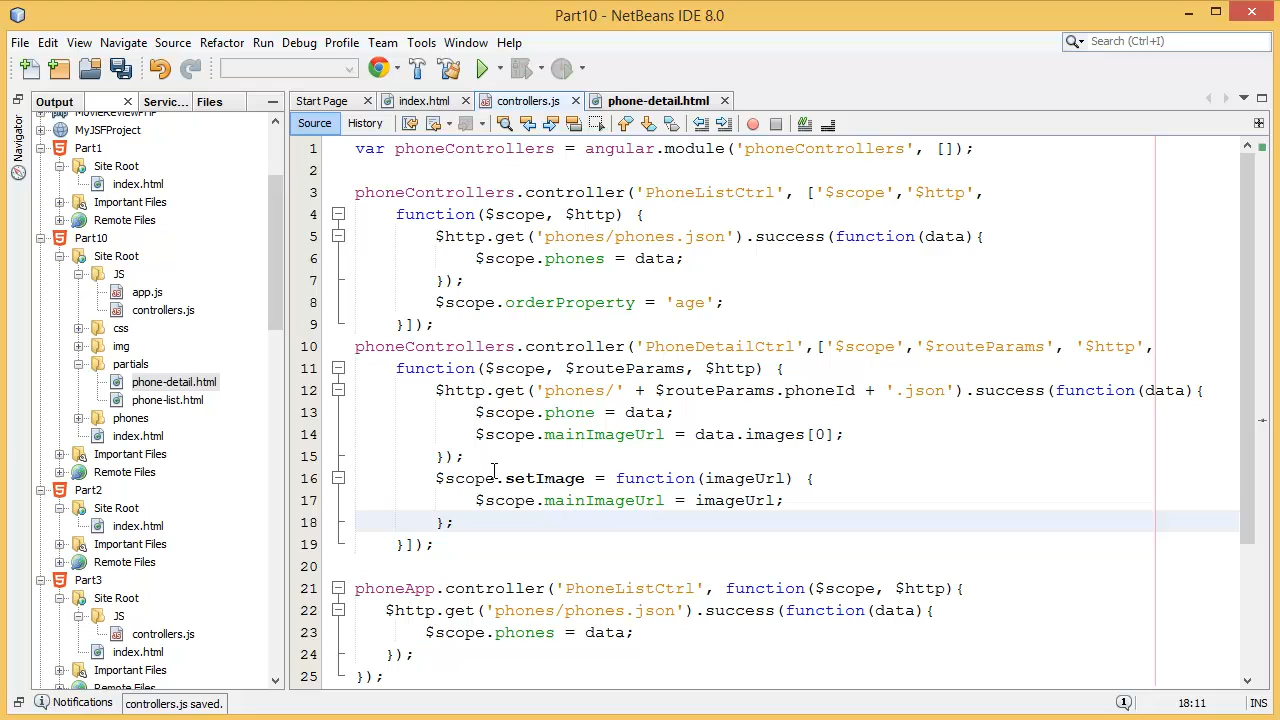 Part10 - NetBeans IDE 8.0
File Edit View Navigate Source Refactor Run Debug Profile Team Tools Window Help
Search (Ctrl+I)
Output Servic... Files
Start Page index.html controllers.js phone-detail.html
Source History
Navigator
MovieReviewPHP
MyJSFProject
Part1
Site Root
index.html
Important Files
Remote Files
Part10
Site Root
JS
app.js
controllers.js
css
img
partials
phone-detail.html
phone-list.html
phones
index.html
Important Files
Remote Files
Part2
Site Root
index.html
Important Files
Remote Files
Part3
Site Root
JS
controllers.js
index.html
Important Files
Remote Files
1 var phoneControllers = angular.module('phoneControllers', []);
2
3 phoneControllers.controller('PhoneListCtrl', ['$scope','$http',
4 function($scope, $http) {
5 $http.get('phones/phones.json').success(function(data){
6 $scope.phones = data;
7 });
8 $scope.orderProperty = 'age';
9 }]);
10 phoneControllers.controller('PhoneDetailCtrl',['$scope','$routeParams', '$http',
11 function($scope, $routeParams, $http) {
12 $http.get('phones/' + $routeParams.phoneId + '.json').success(function(data){
13 $scope.phone = data;
14 $scope.mainImageUrl = data.images[0];
15 });
16 $scope.setImage = function(imageUrl) {
17 $scope.mainImageUrl = imageUrl;
18 };
19 }]);
20
21 phoneApp.controller('PhoneListCtrl', function($scope, $http){
22 $http.get('phones/phones.json').success(function(data){
23 $scope.phones = data;
24 });
25 });
Notifications controllers.js saved. 18:11 INS